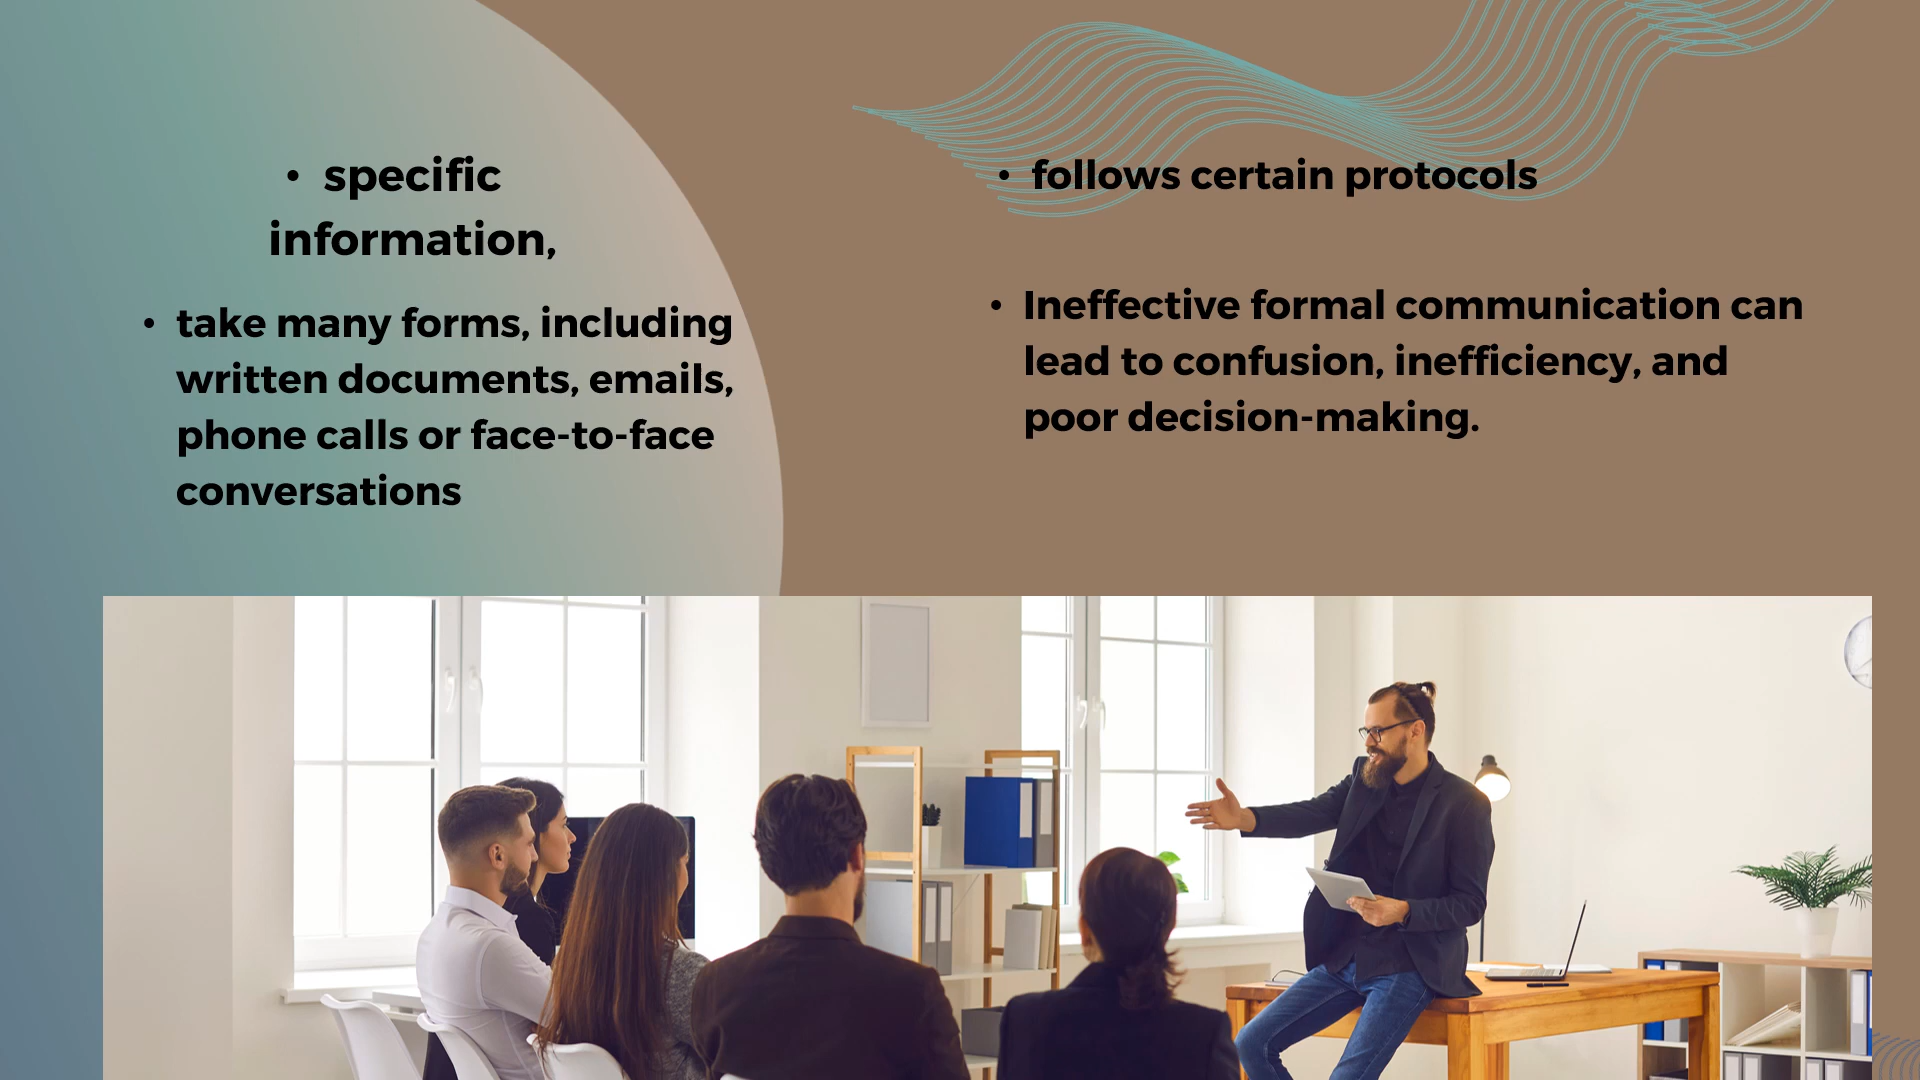 • specific
information,
• take many forms, including
written documents, emails,
phone calls or face-to-face
conversations
• follows certain protocols
• Ineffective formal communication can
lead to confusion, inefficiency, and
poor decision-making.